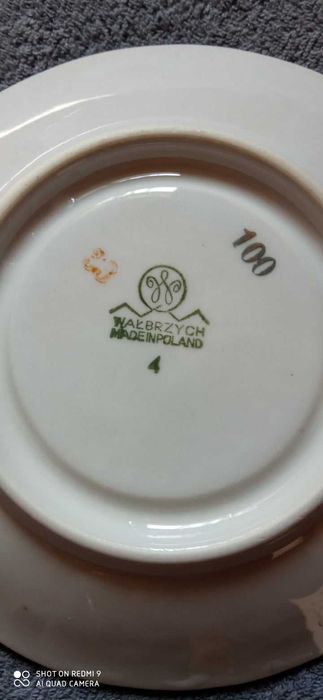 100
W
WAŁBRZYCH
MADE IN POLAND
4
SHOT ON REDMI 9
AI QUAD CAMERA